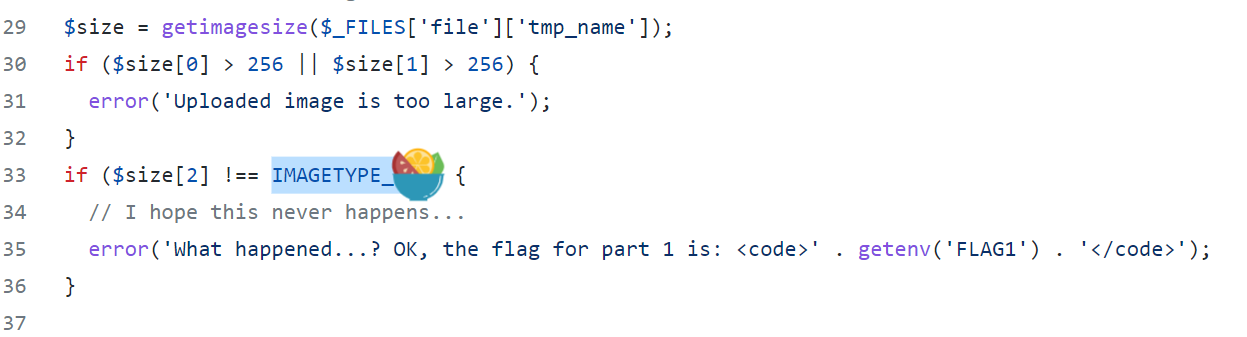 29 $size = getimagesize($_FILES['file']['tmp_name']);
30 if ($size[0] > 256 || $size[1] > 256) {
31 error('Uploaded image is too large.');
32 }
33 if ($size[2] !== IMAGETYPE_ {
34 // I hope this never happens...
35 error('What happened...? OK, the flag for part 1 is: <code>' . getenv('FLAG1') . '</code>');
36 }
37